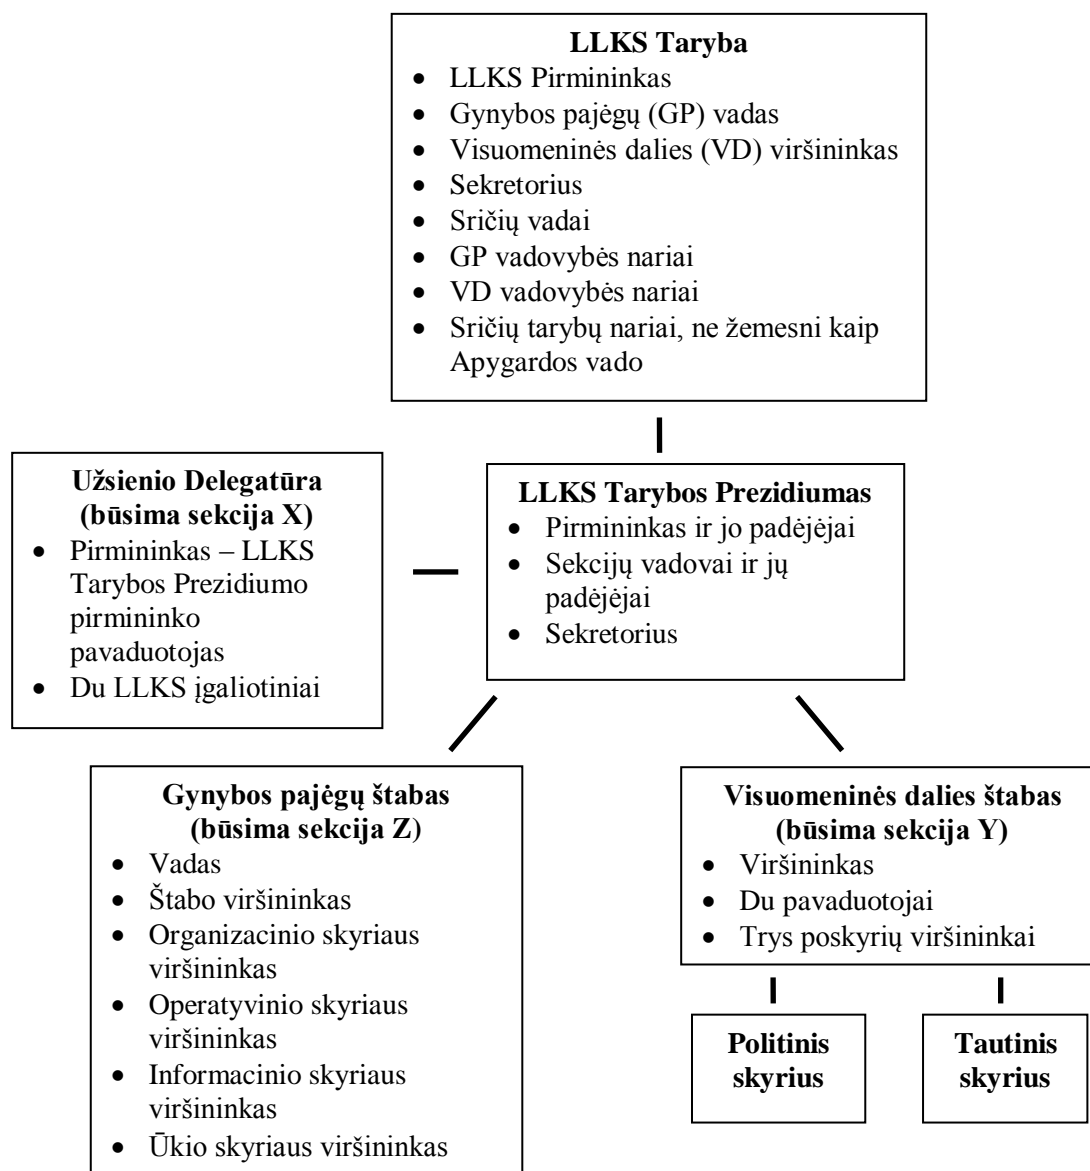 LLKS Taryba
• LLKS Pirmininkas
• Gynybos pajėgų (GP) vadas
• Visuomeninės dalies (VD) viršininkas
• Sekretorius
• Sričių vadai
• GP vadovybės nariai
• VD vadovybės nariai
• Sričių tarybų nariai, ne žemesni kaip
Apygardos vado
Užsienio Delegatūra
(būsima sekcija X)
• Pirmininkas – LLKS
Tarybos Prezidiumo
pirmininko
pavaduotojas
• Du LLKS įgaliotiniai
LLKS Tarybos Prezidiumas
• Pirmininkas ir jo padėjėjai
• Sekcijų vadovai ir jų
padėjėjai
• Sekretorius
Gynybos pajėgų štabas
(būsima sekcija Z)
• Vadas
• Štabo viršininkas
• Organizacinio skyriaus
viršininkas
• Operatyvinio skyriaus
viršininkas
• Informacinio skyriaus
viršininkas
• Ūkio skyriaus viršininkas
Visuomeninės dalies štabas
(būsima sekcija Y)
• Viršininkas
• Du pavaduotojai
• Trys poskyrių viršininkai
Politinis
skyrius
Tautinis
skyrius